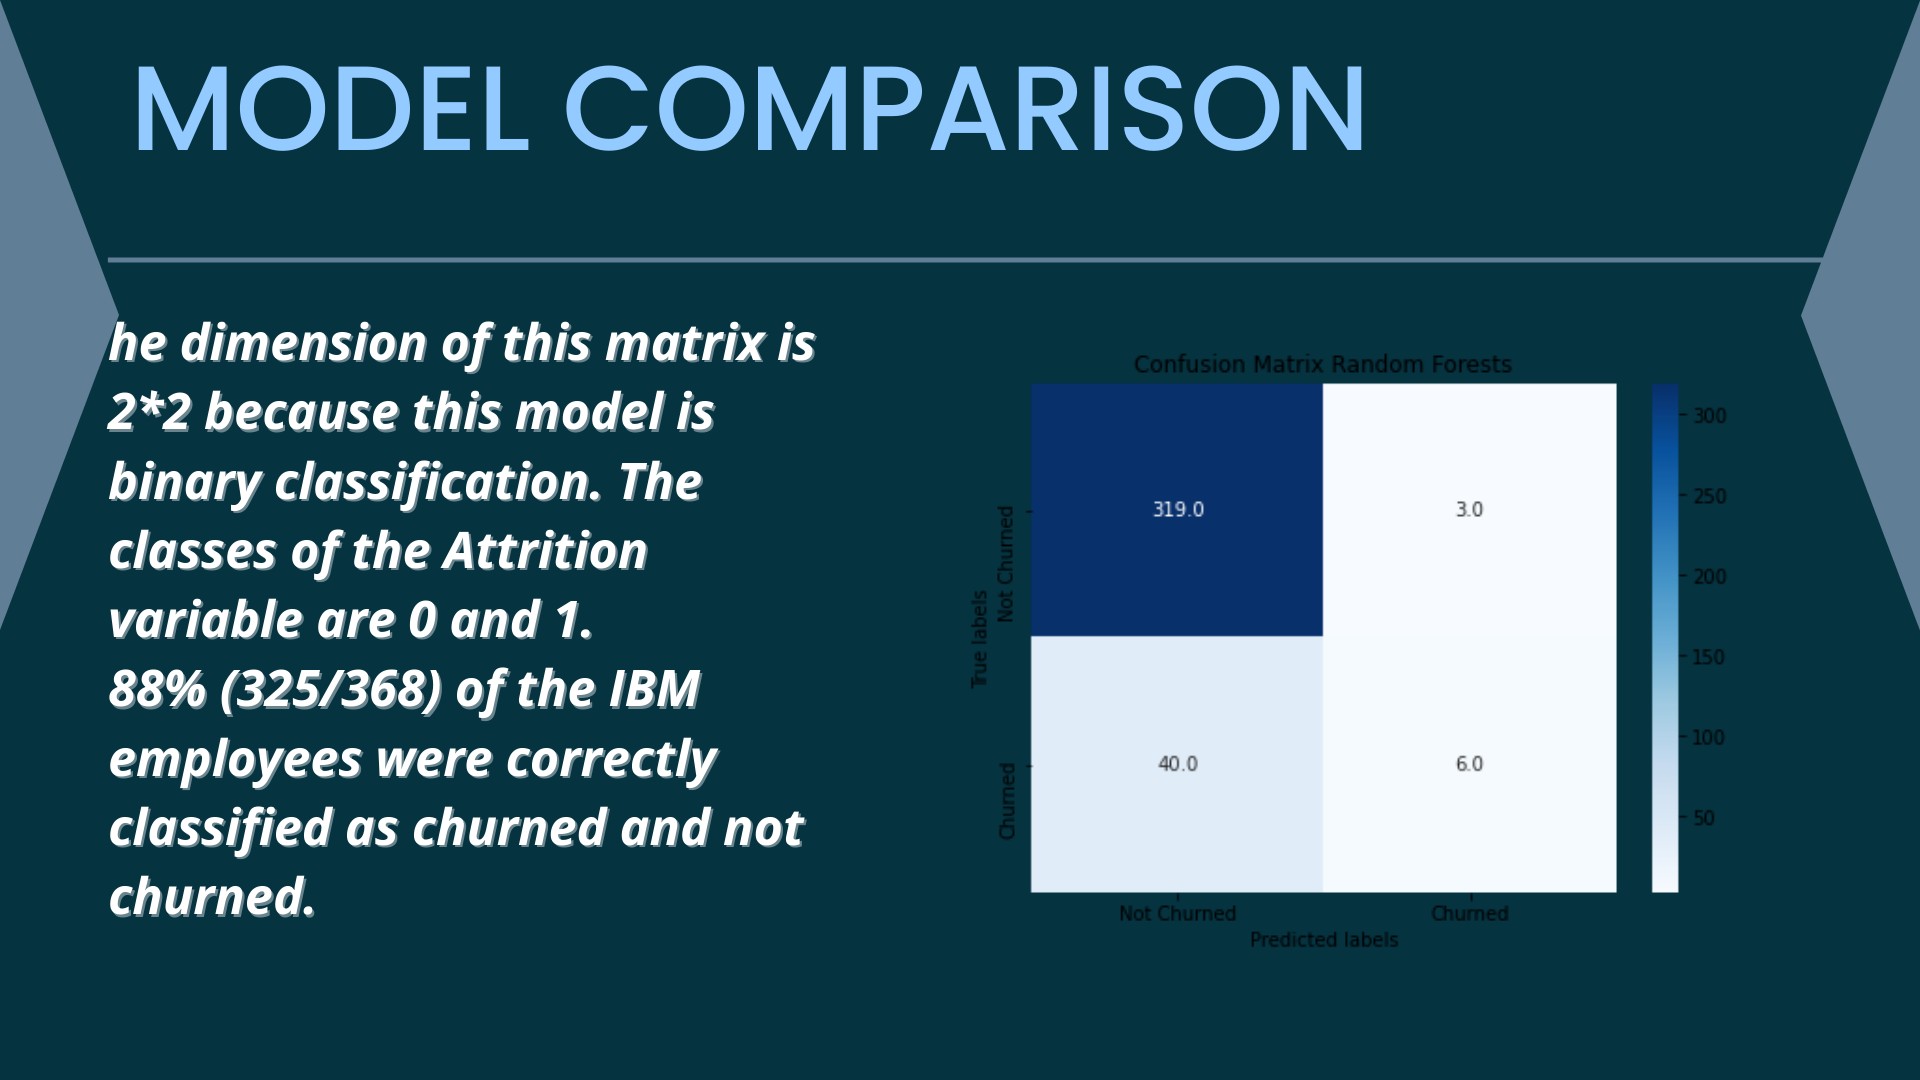 MODEL COMPARISON
he dimension of this matrix is
2*2 because this model is
binary classification. The
classes of the Attrition
variable are 0 and 1.
88% (325/368) of the IBM
employees were correctly
classified as churned and not
churned.
Confusion Matrix Random Forests
True labels
Not Churned
Churned
319.0
3.0
40.0
6.0
Not Churned
Churned
Predicted labels
300
250
200
150
100
50